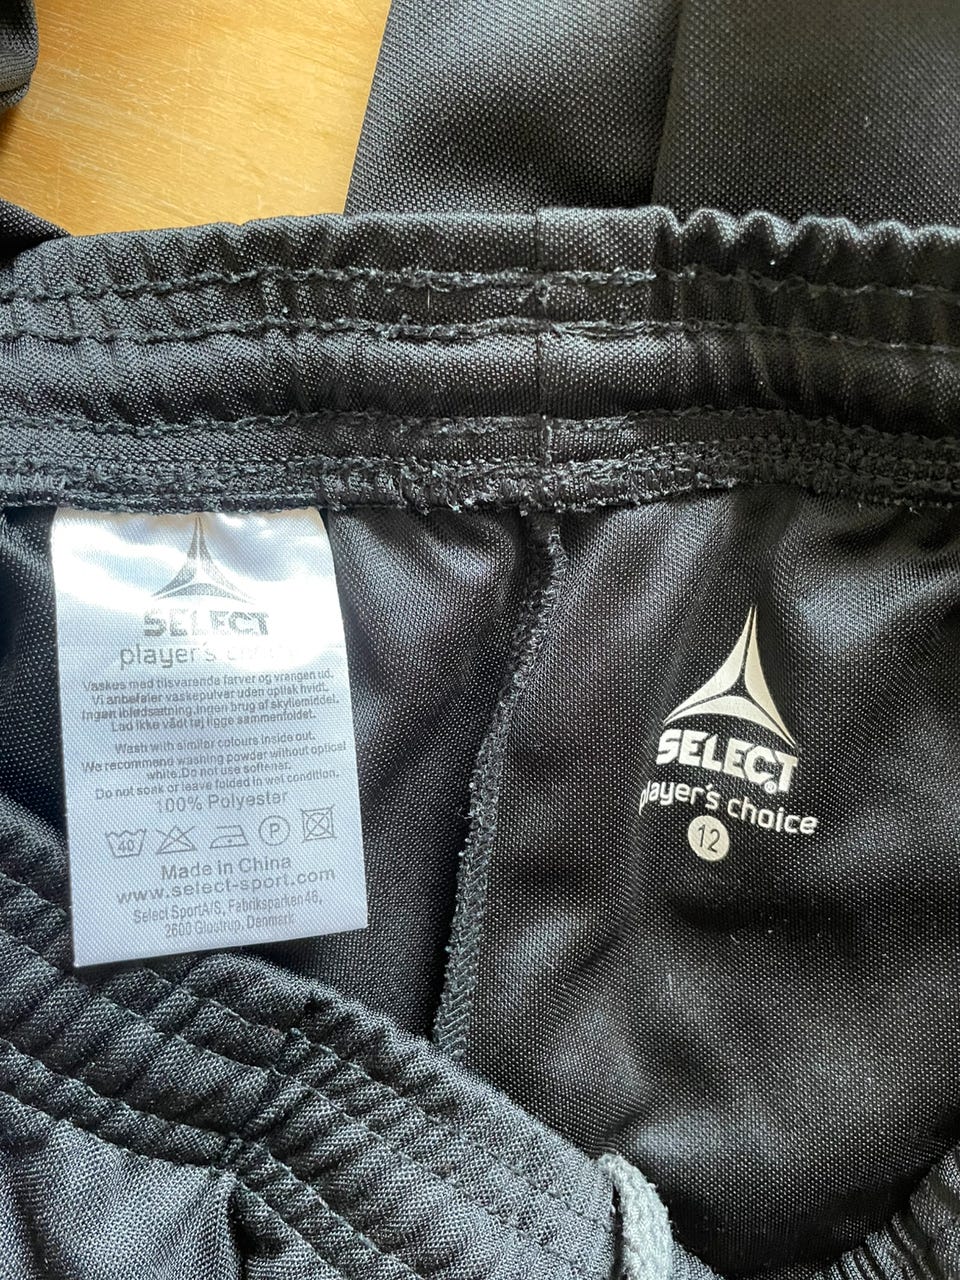 SELECT
player's choice
Vaskes med tilsvarende farver og vrangen ud.
Vi anbefaler vaskepulver uden optisk hvidt.
Ingen ibledsætning.Ingen brug af skyllemiddel.
Lad ikke vådt tøj ligge sammenfoldet.
Wash with similar colours inside out.
We recommeno washing powder without optical
white.Do not use softener.
Do not soak or leave folded in wet condition.
100% Polyester
40 P
Made in China
www.select-sport.com
Select SportA/S, Fabriksparken 46,
2600 Glostrup, Denmark
SELECT
player's choice
12